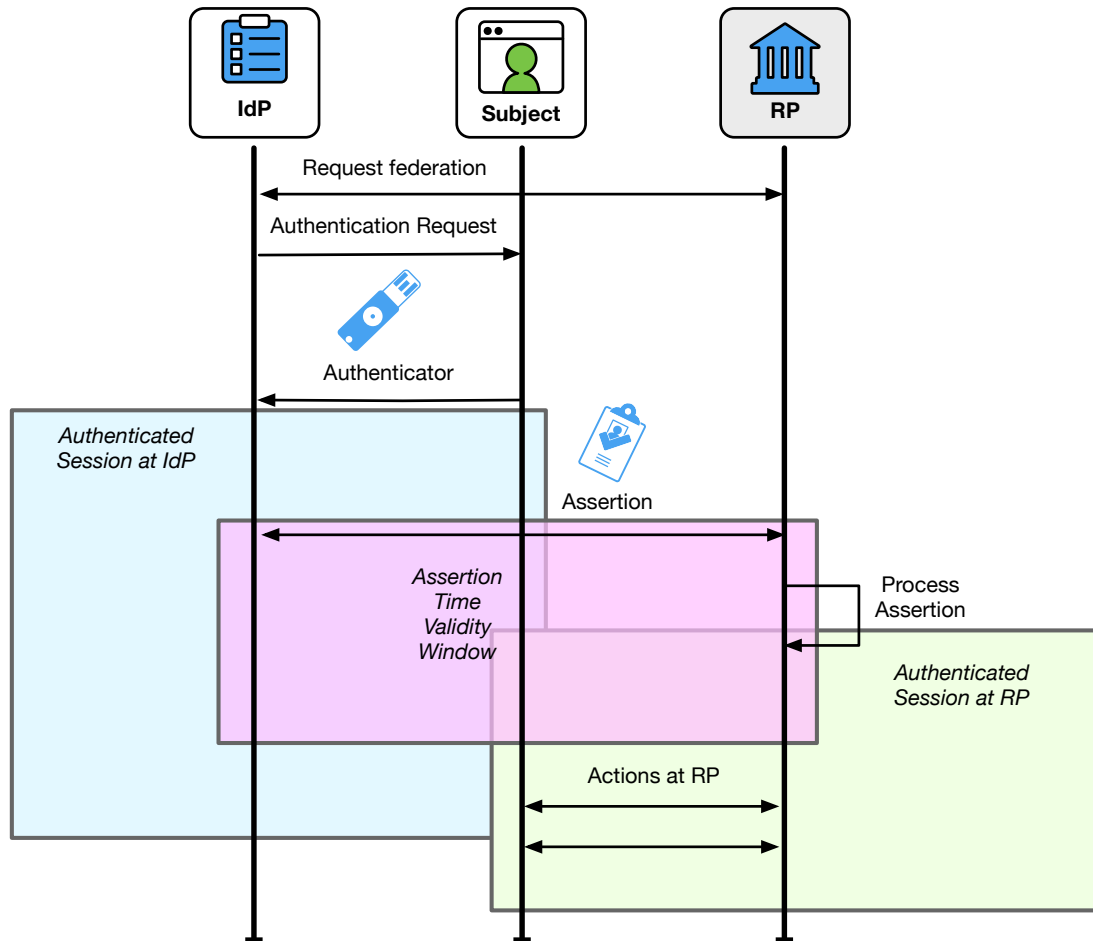 IdP
Subject
RP
Request federation
Authentication Request
Authenticator
Authenticated
Session at IdP
Assertion
Assertion
Time
Validity
Window
Process
Assertion
Authenticated
Session at RP
Actions at RP